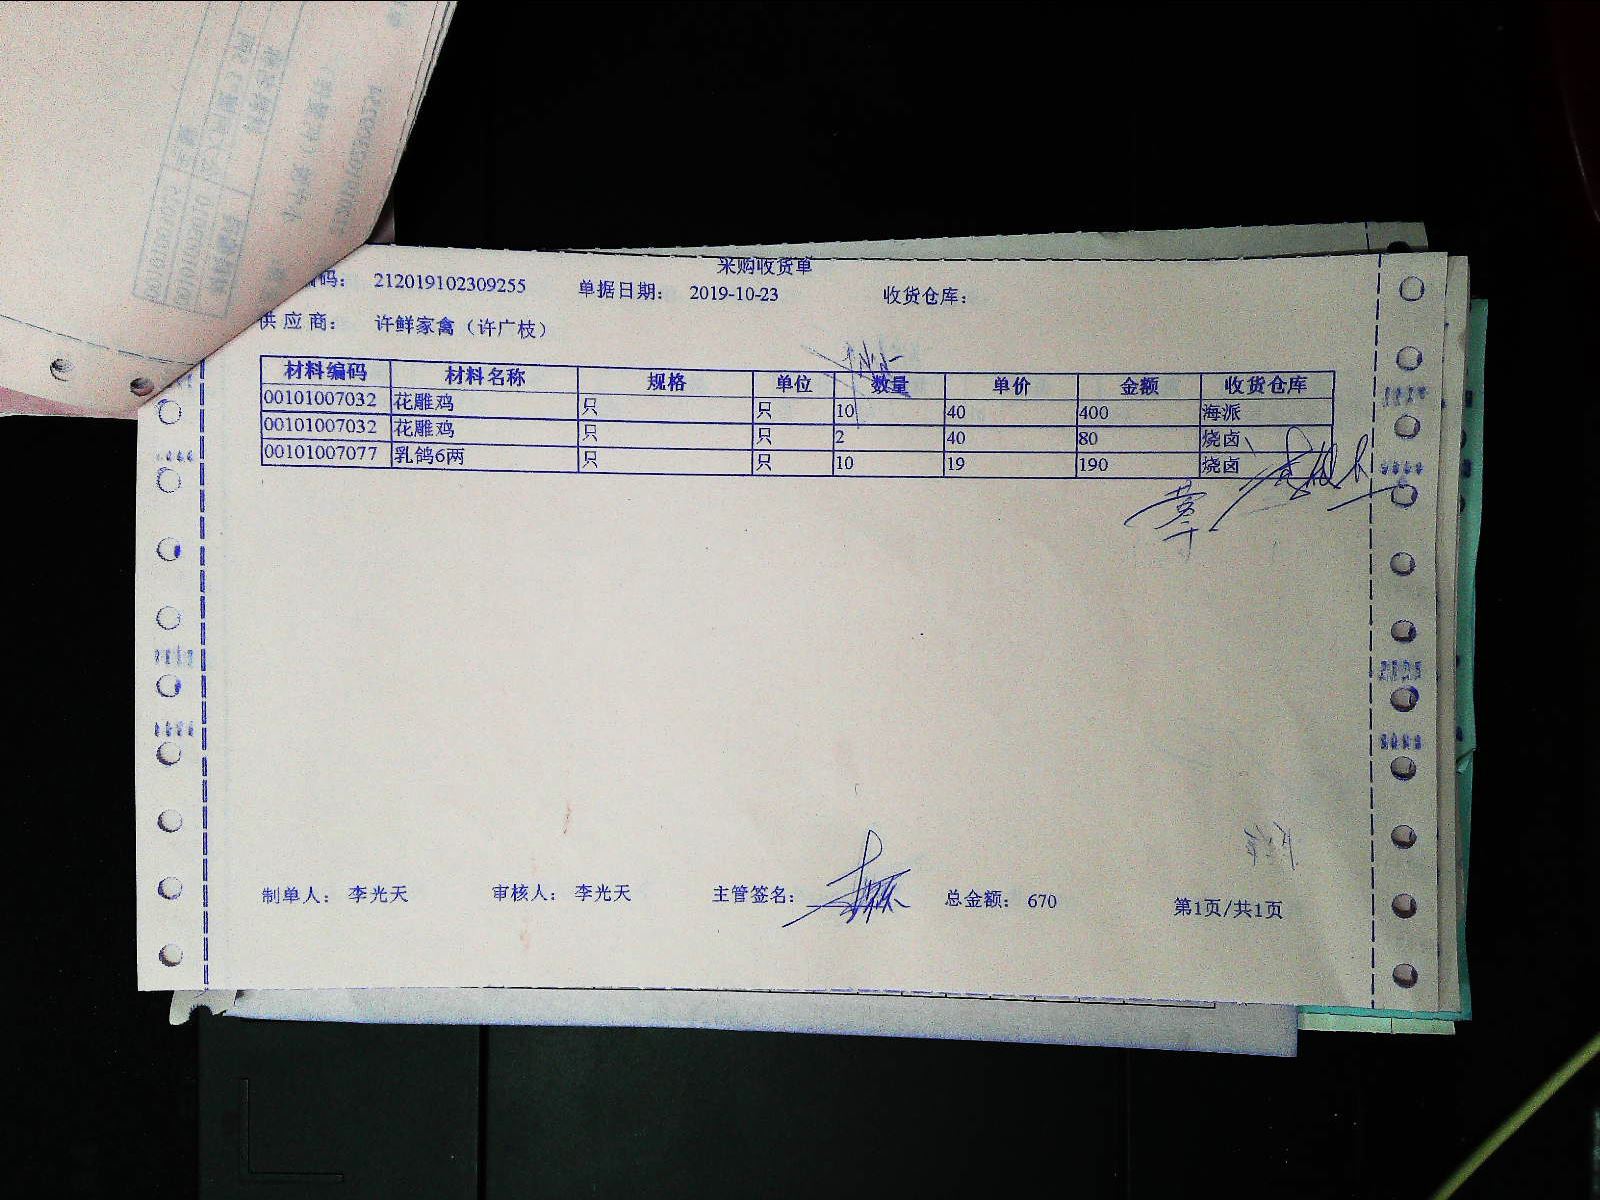 采购收货单
码： 212019102309255 单据日期： 2019-10-23 收货仓库：
供应商： 许鲜家禽（许广枝）
材料编码 材料名称 规格 单位 数量 单价 金额 收货仓库
00101007032 花雕鸡 只 只 10 40 400 海派
00101007032 花雕鸡 只 只 2 40 80 烧卤
00101007077 乳鸽6两 只 只 10 19 190 烧卤
制单人： 李光天 审核人： 李光天 主管签名： 总金额： 670 第1页/共1页